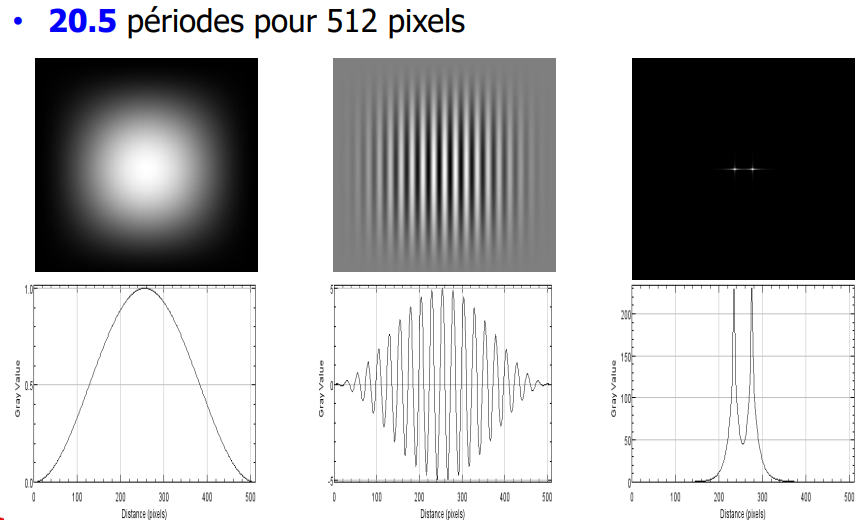 • 20.5 périodes pour 512 pixels
1.0
0.5
0.0
Gray Value
0 100 200 300 400 500
Distance (pixels)
5
0
-5
Gray Value
0 100 200 300 400 500
Distance (pixels)
200
150
100
50
0
Gray Value
0 100 200 300 400 500
Distance (pixels)